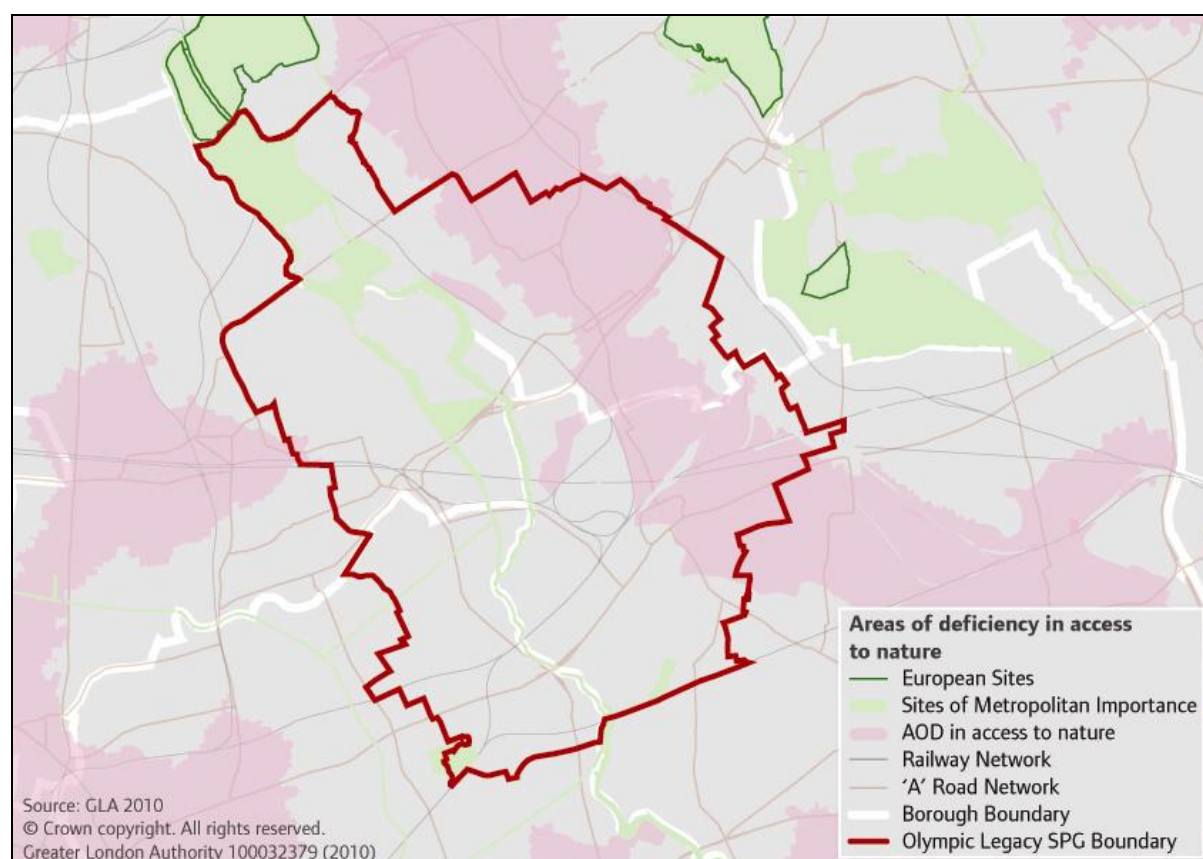 Areas of deficiency in access
to nature
European Sites
Sites of Metropolitan Importance
AOD in access to nature
Railway Network
‘A’ Road Network
Borough Boundary
Olympic Legacy SPG Boundary
Source: GLA 2010
© Crown copyright. All rights reserved.
Greater London Authority 100032379 (2010)